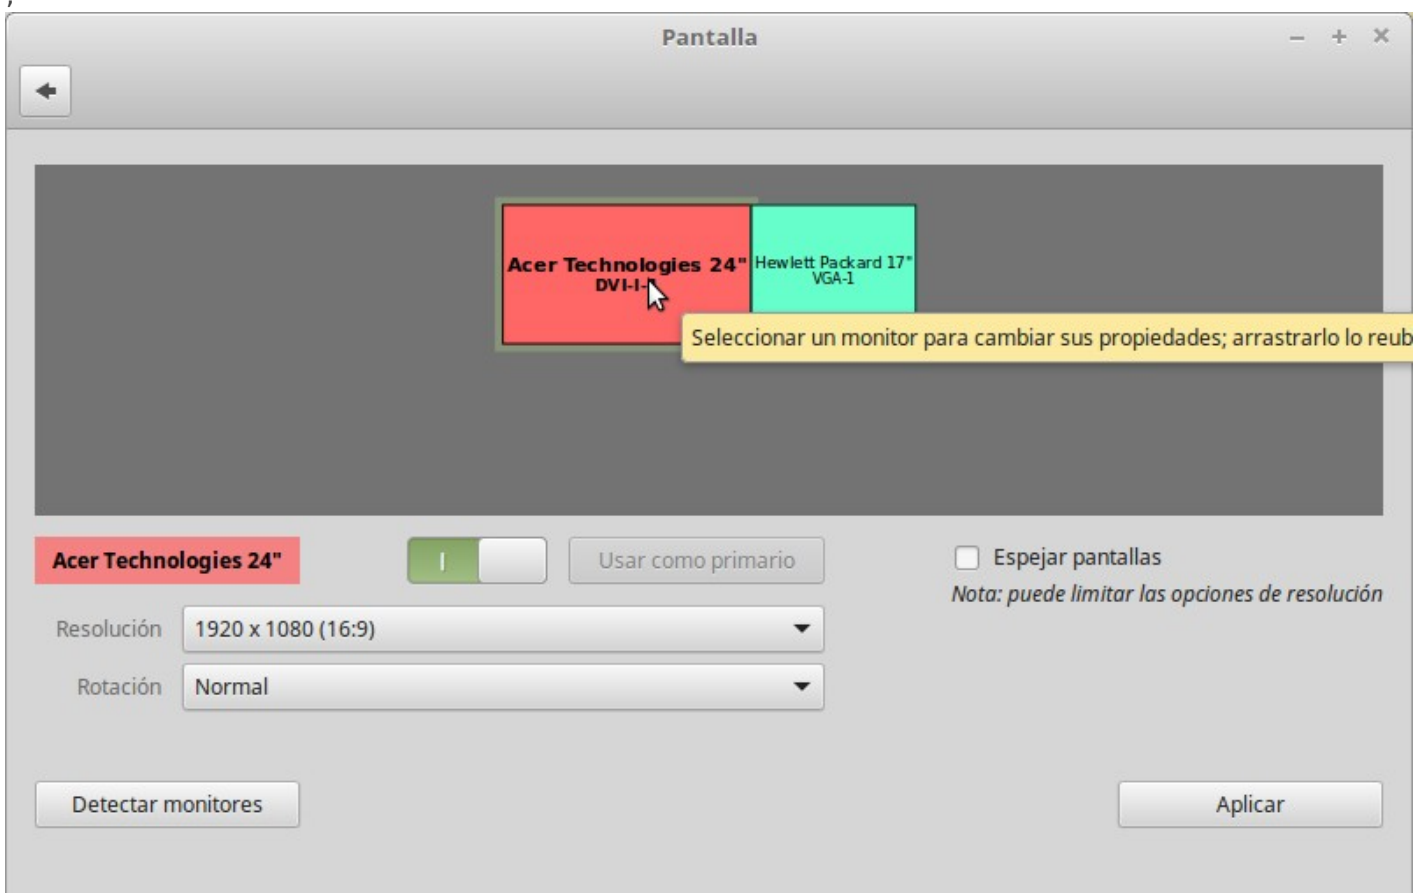 Pantalla
Acer Technologies 24"
DVI-I-
Hewlett Packard 17"
VGA-1
Seleccionar un monitor para cambiar sus propiedades; arrastrarlo lo reub
Acer Technologies 24"
Usar como primario
Espejar pantallas
Nota: puede limitar las opciones de resolución
Resolución
1920 x 1080 (16:9)
Rotación
Normal
Detectar monitores
Aplicar